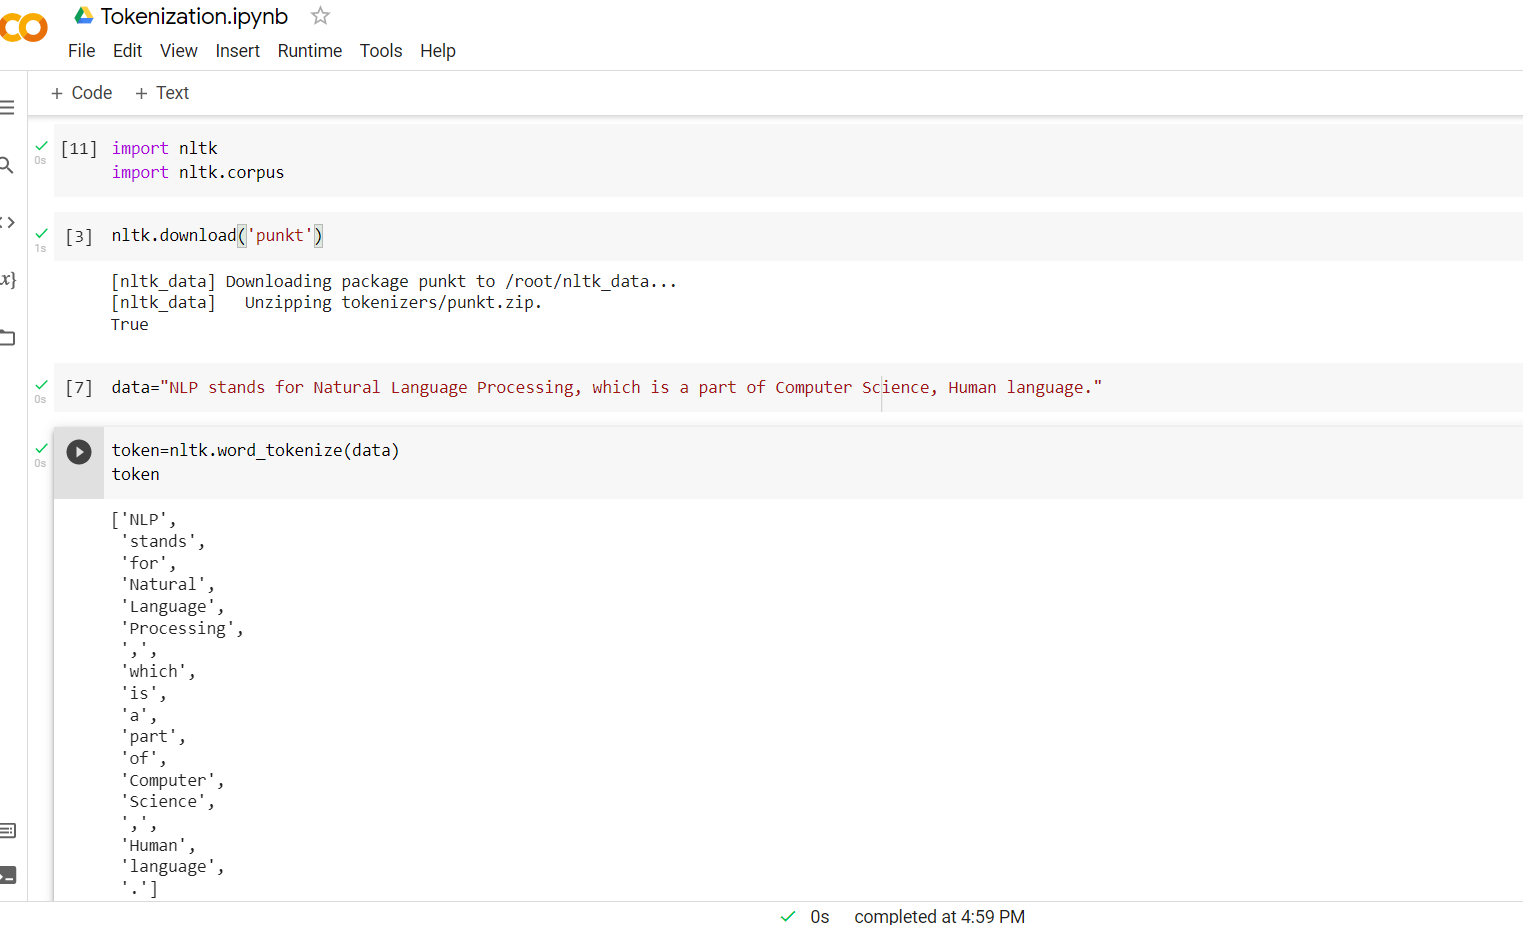 CO
Tokenization.ipynb
File Edit View Insert Runtime Tools Help
+ Code + Text
0s
[11] import nltk
import nltk.corpus
1s
[3] nltk.download('punkt')
[nltk_data] Downloading package punkt to /root/nltk_data...
[nltk_data]   Unzipping tokenizers/punkt.zip.
True
0s
[7] data="NLP stands for Natural Language Processing, which is a part of Computer Science, Human language."
0s
token=nltk.word_tokenize(data)
token
['NLP',
'stands',
'for',
'Natural',
'Language',
'Processing',
',',
'which',
'is',
'a',
'part',
'of',
'Computer',
'Science',
',',
'Human',
'language',
'.']
0s completed at 4:59 PM